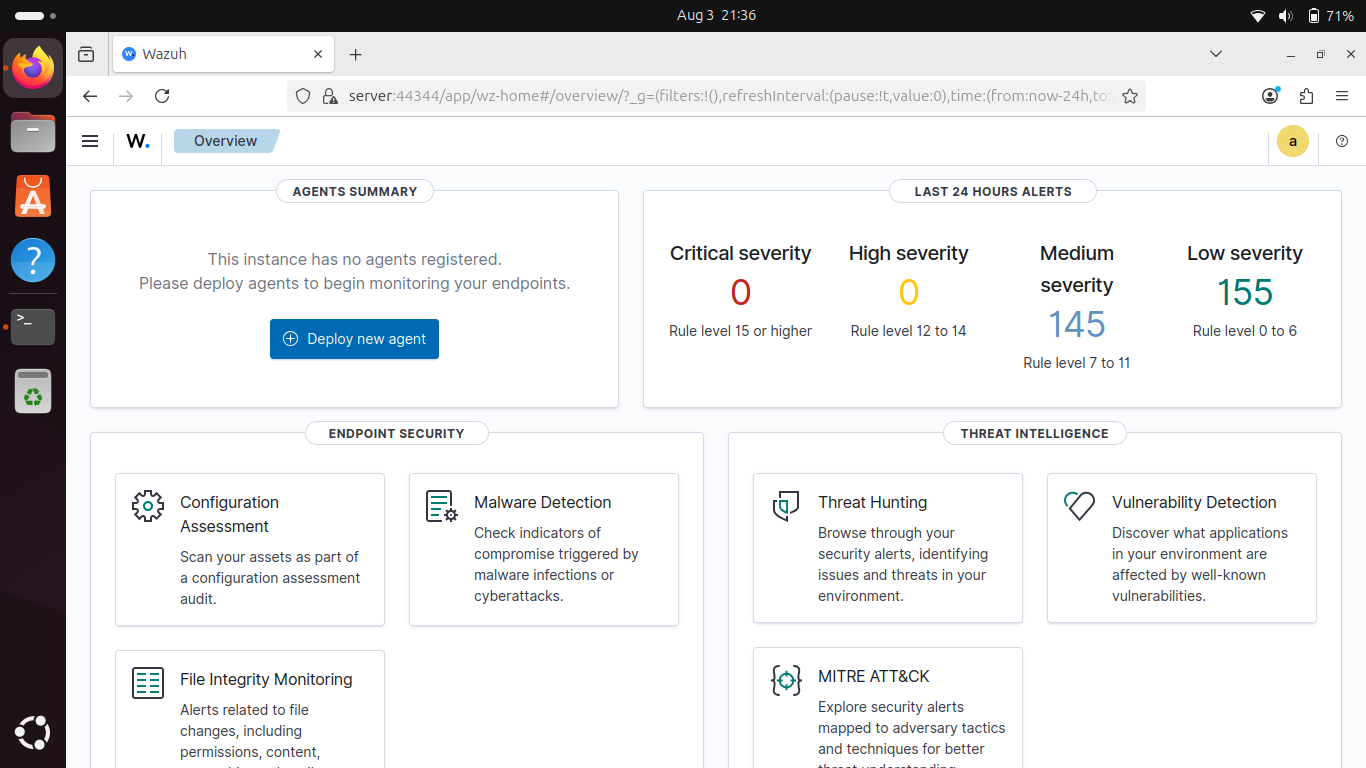 Aug 3 21:36
71%
Wazuh
server:44344/app/wz-home#/overview/?_g=(filters:!(),refreshInterval:(pause:!t,value:0),time:(from:now-24h,to:
W.
Overview
a
AGENTS SUMMARY
This instance has no agents registered.
Please deploy agents to begin monitoring your endpoints.
Deploy new agent
LAST 24 HOURS ALERTS
Critical severity
0
Rule level 15 or higher
High severity
0
Rule level 12 to 14
Medium
severity
145
Rule level 7 to 11
Low severity
155
Rule level 0 to 6
ENDPOINT SECURITY
Configuration
Assessment
Scan your assets as part of
a configuration assessment
audit.
Malware Detection
Check indicators of
compromise triggered by
malware infections or
cyberattacks.
File Integrity Monitoring
Alerts related to file
changes, including
permissions, content,
THREAT INTELLIGENCE
Threat Hunting
Browse through your
security alerts, identifying
issues and threats in your
environment.
Vulnerability Detection
Discover what applications
in your environment are
affected by well-known
vulnerabilities.
MITRE ATT&CK
Explore security alerts
mapped to adversary tactics
and techniques for better
threat understanding.